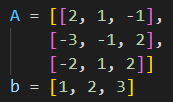 A = [[2, 1, -1],
[-3, -1, 2],
[-2, 1, 2]]
b = [1, 2, 3]